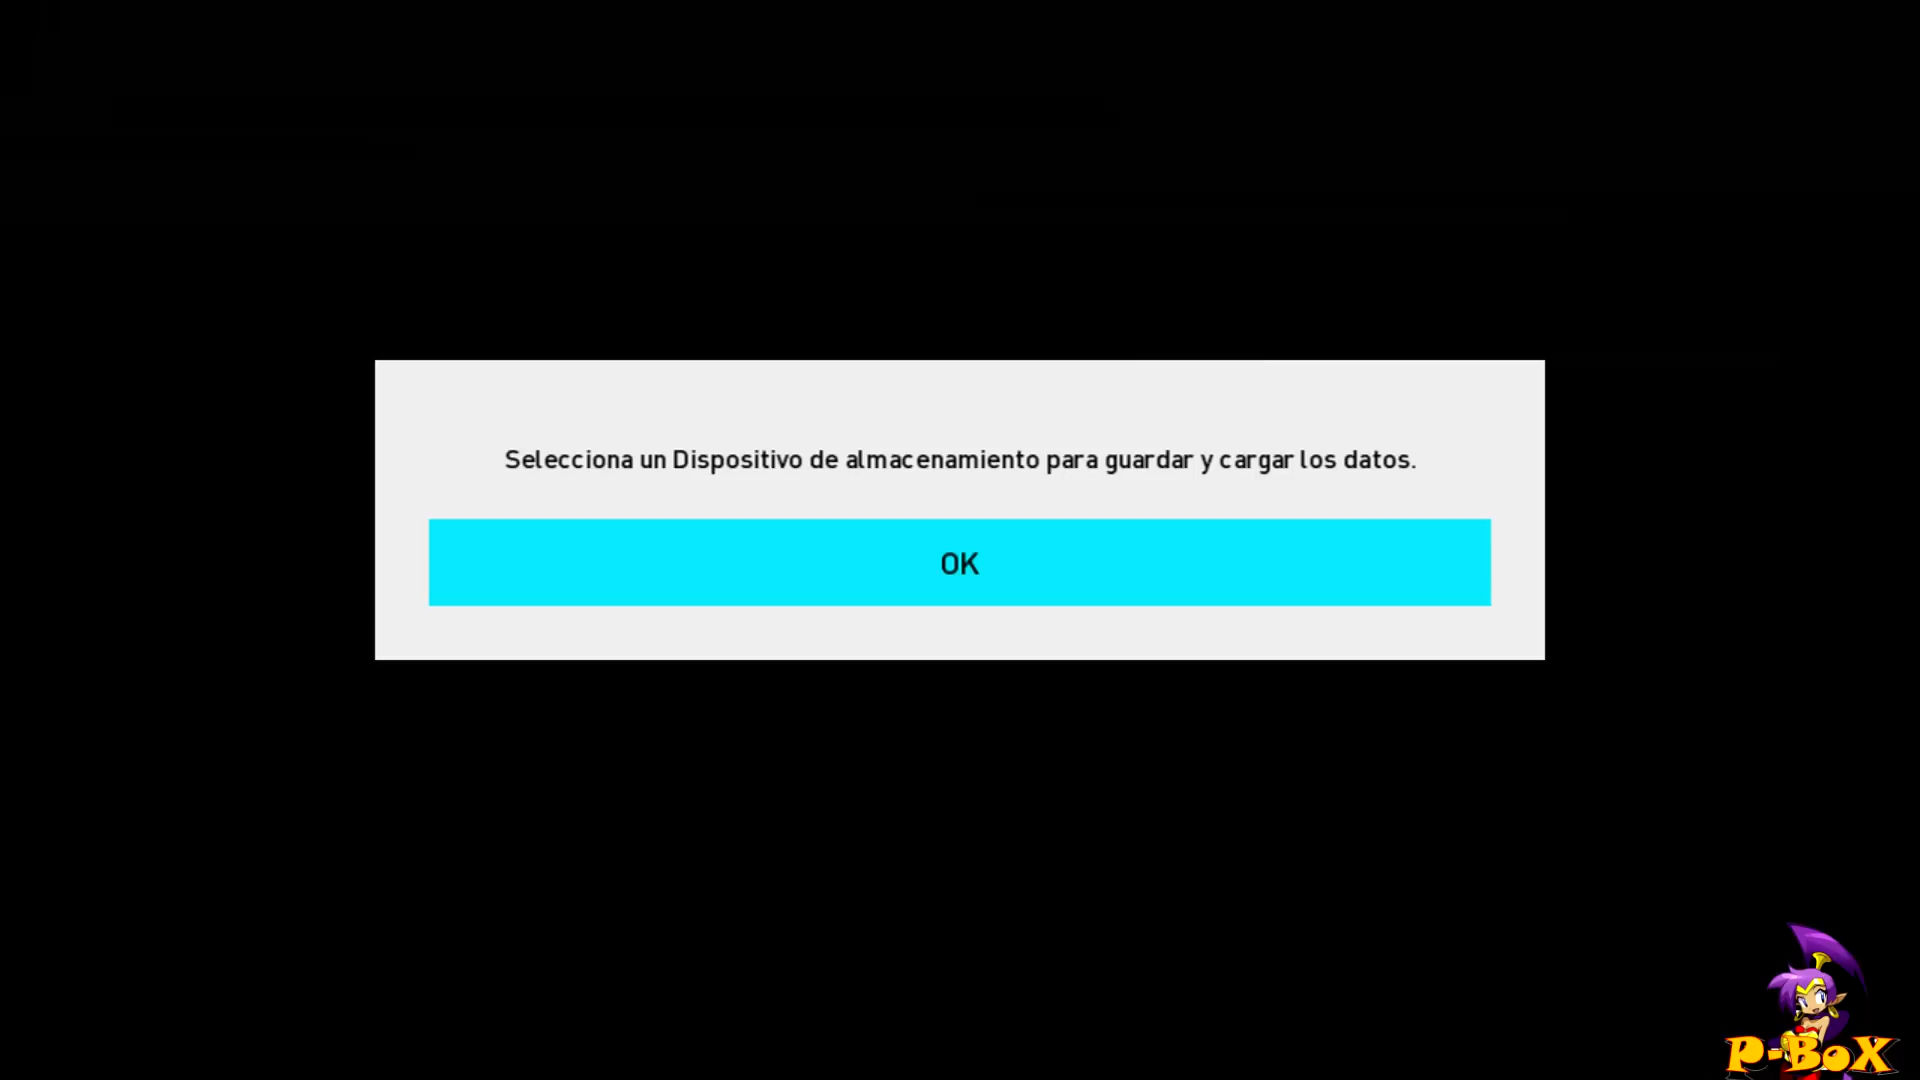 Selecciona un Dispositivo de almacenamiento para guardar y cargar los datos.
OK
P-BoX